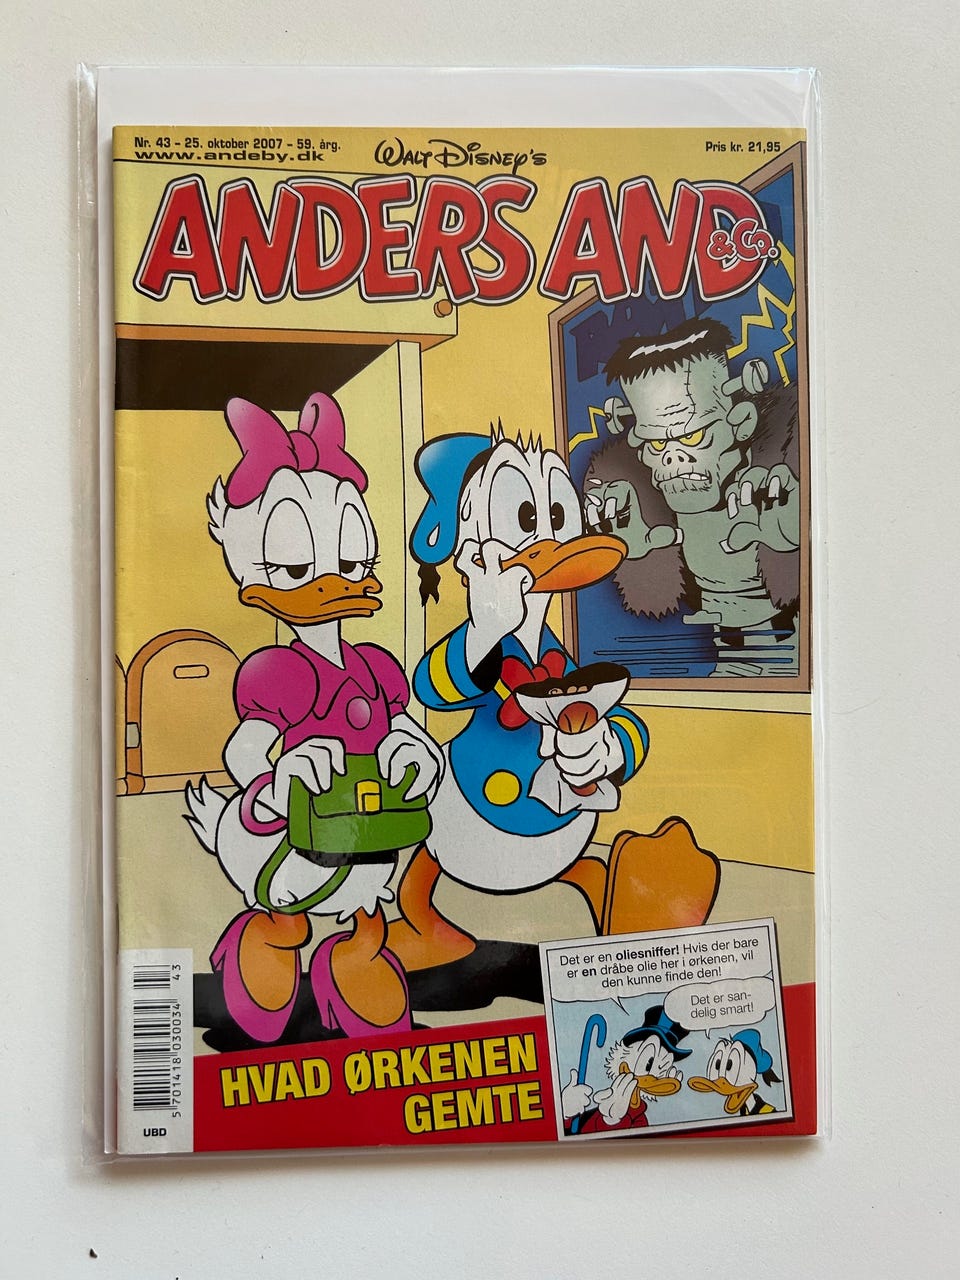 Nr. 43 - 25. oktober 2007 - 59. årg.
www.andeby.dk
WALT DISNEY'S
Pris kr. 21,95
ANDERS AND
& Co.
Det er en oliesniffer! Hvis der bare
er en dråbe olie her i ørkenen, vil
den kunne finde den!
Det er san-
delig smart!
HVAD ØRKENEN
GEMTE
43
5 701418 030034
UBD